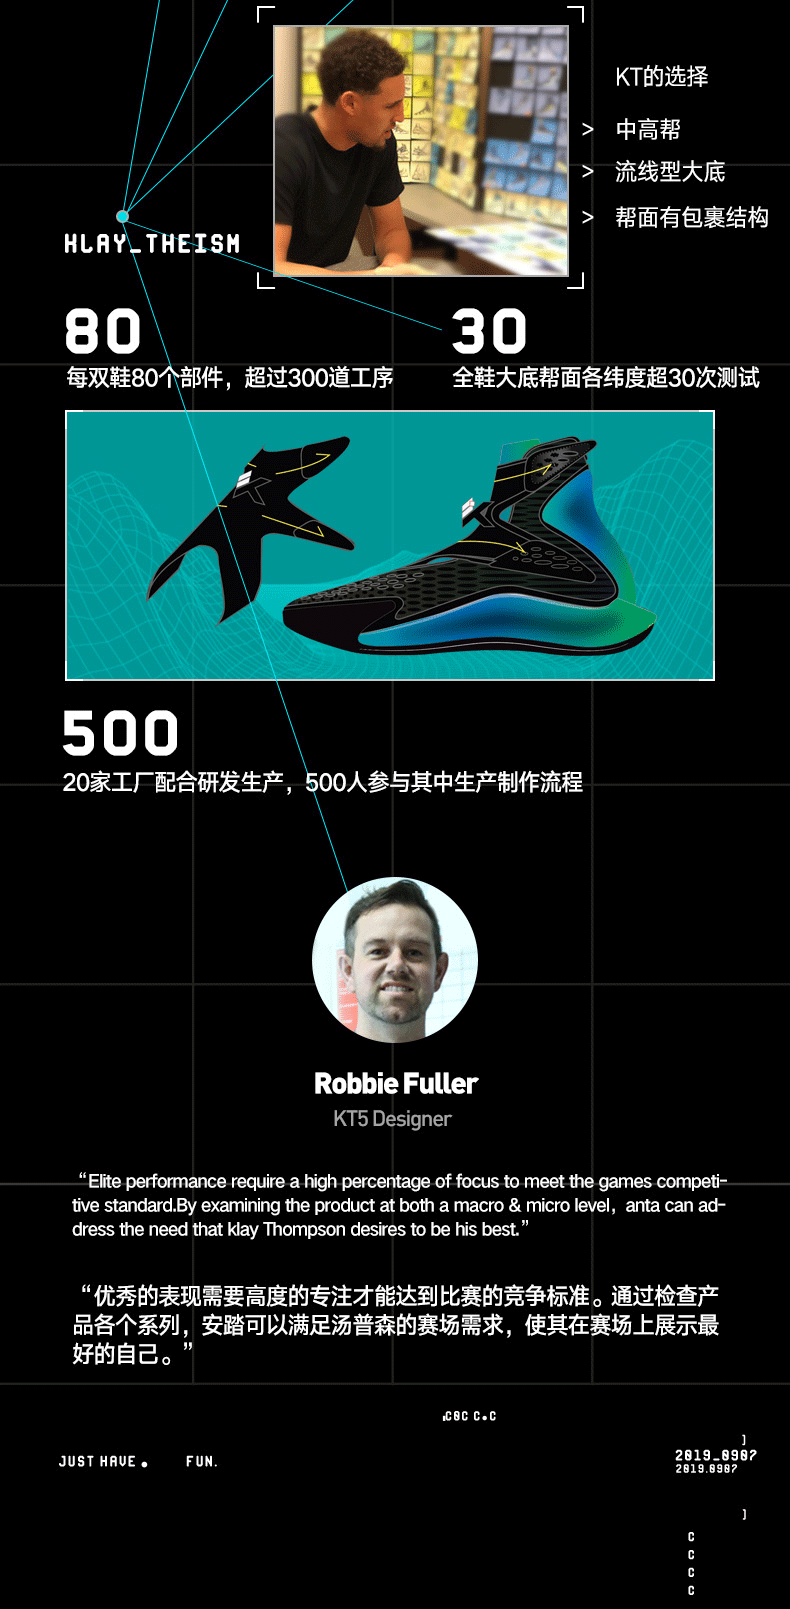 KT的选择
> 中高帮
> 流线型大底
> 帮面有包裹结构
KLAY_THEISM
80
每双鞋80个部件，超过300道工序
30
全鞋大底帮面各纬度超30次测试
500
20家工厂配合研发生产，500人参与其中生产制作流程
Robbie Fuller
KT5 Designer
“Elite performance require a high percentage of focus to meet the games competi-
tive standard.By examining the product at both a macro & micro level，anta can ad-
dress the need that klay Thompson desires to be his best.”
“优秀的表现需要高度的专注才能达到比赛的竞争标准。通过检查产
品各个系列，安踏可以满足汤普森的赛场需求，使其在赛场上展示最
好的自己。”
JUST HAVE. FUN.
]
2019_0907
2019.0907
]
C
C
C
C